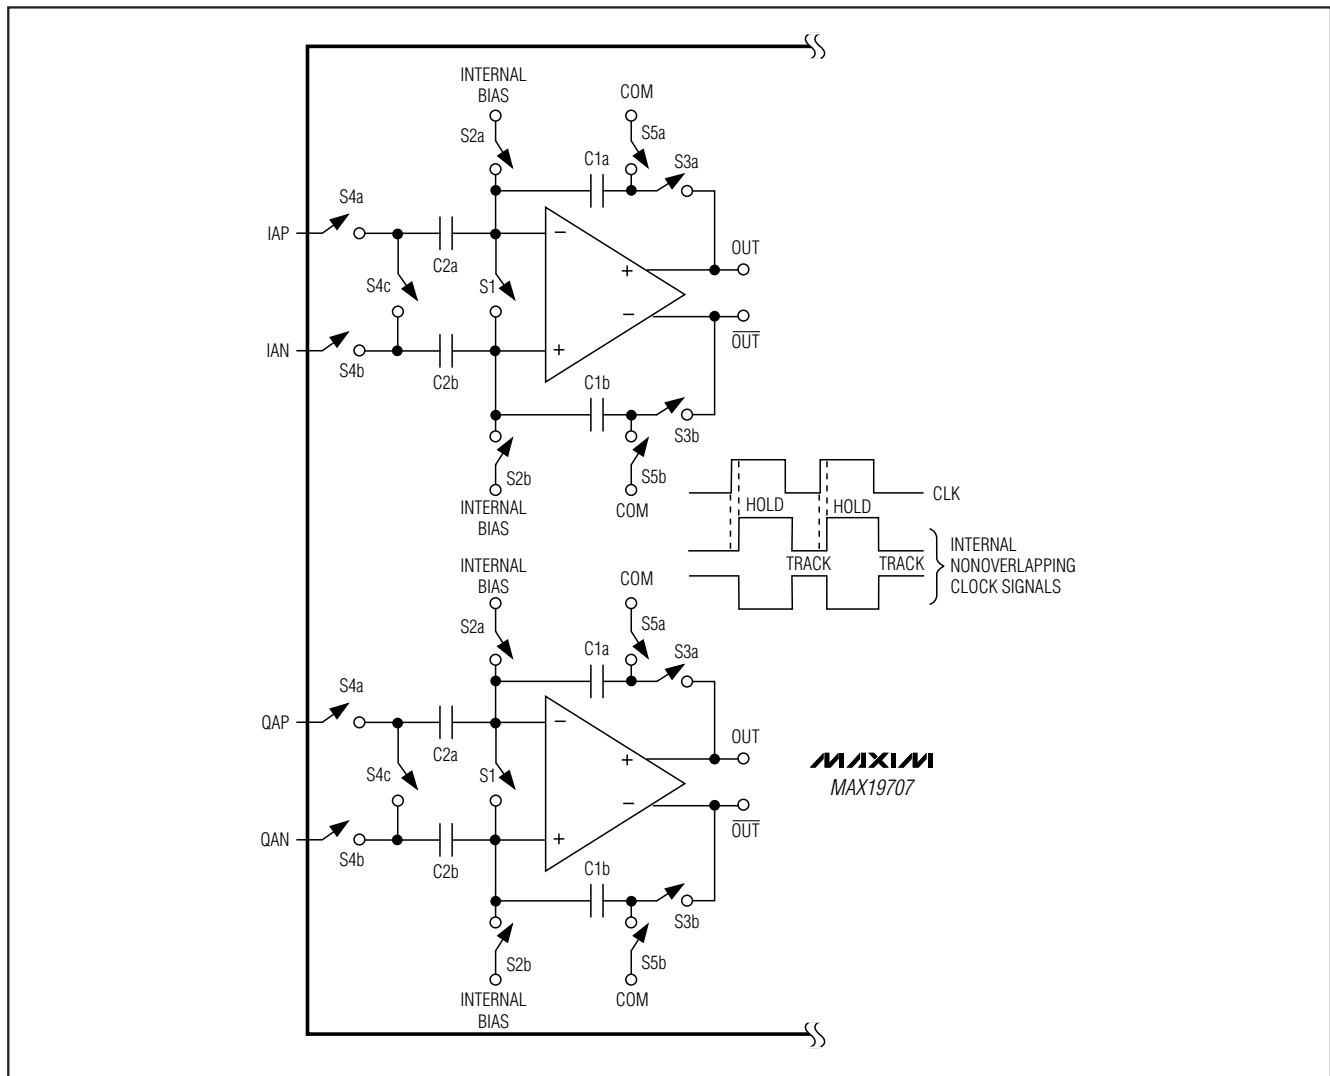 INTERNAL
BIAS
COM
S2a
S5a
C1a
S3a
S4a
IAP
−
OUT
C2a
+
S4c
S1
−
OUT
IAN
+
S4b
C2b
C1b
S3b
S2b
S5b
INTERNAL
BIAS
COM
CLK
HOLD
HOLD
TRACK
TRACK
INTERNAL
NONOVERLAPPING
CLOCK SIGNALS
INTERNAL
BIAS
COM
S2a
S5a
C1a
S3a
S4a
QAP
−
OUT
C2a
+
S4c
S1
−
OUT
QAN
+
S4b
C2b
C1b
S3b
S2b
S5b
INTERNAL
BIAS
COM
MAXIM
MAX19707